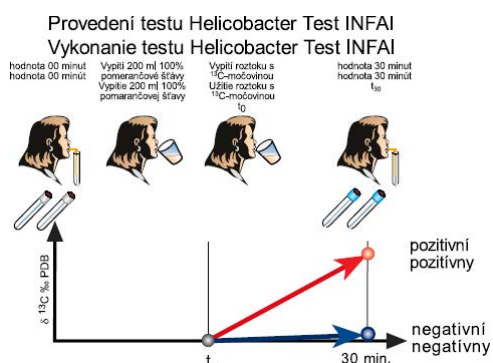 Provedení testu Helicobacter Test INFAI
Vykonanie testu Helicobacter Test INFAI
hodnota 00 minut
hodnota 00 minút
Vypití 200 ml 100%
pomerančové šťávy
Vypitie 200 ml 100%
pomarančovej šťavy
Vypití roztoku s
¹³C-močovinou
Užitie roztoku s
¹³C-močovinou
t0
hodnota 30 minut
hodnota 30 minút
t₃₀
δ ¹³C ‰ PDB
pozitivní
pozitívny
negativní
negatívny
t
30 min.